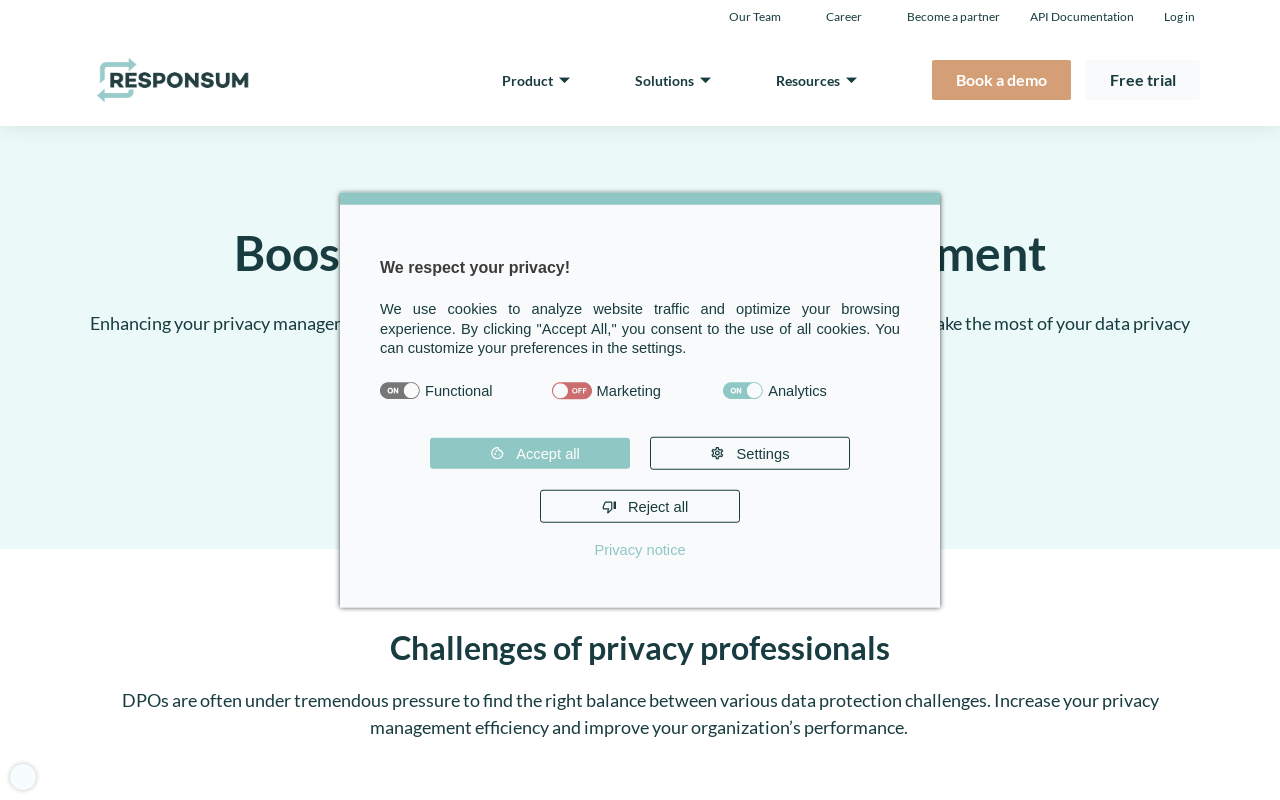 Our Team Career Become a partner API Documentation Log in
RESPONSUM Product Solutions Resources Book a demo Free trial
Boos ment
Enhancing your privacy manager ake the most of your data privacy
We respect your privacy!
We use cookies to analyze website traffic and optimize your browsing
experience. By clicking "Accept All," you consent to the use of all cookies. You
can customize your preferences in the settings.
ON Functional OFF Marketing ON Analytics
Accept all Settings
Reject all
Privacy notice
Challenges of privacy professionals
DPOs are often under tremendous pressure to find the right balance between various data protection challenges. Increase your privacy
management efficiency and improve your organization’s performance.